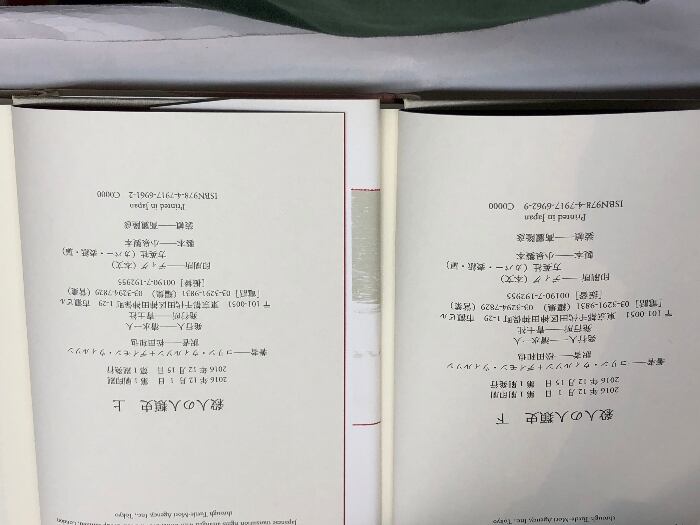 殺人の人類史　上
2016年12月1日　第1刷印刷
2016年12月15日　第1刷発行
著者——コリン・ウィルソン＋デイモン・ウィルソン
訳者——松田和也
発行人——清水一人
発行所——青土社
〒101-0051　東京都千代田区神田神保町1-29　市瀬ビル
［電話］03-3291-9831（編集）　03-3294-7829（営業）
［振替］00190-7-192955
印刷所——ディグ（本文）
方英社（カバー・表紙・扉）
製本——小泉製本
装幀——高麗隆彦
Printed in Japan
ISBN978-4-7917-6961-2　C0000
through Tuttle-Mori Agency, Inc., Tokyo
殺人の人類史　下
2016年12月1日　第1刷印刷
2016年12月15日　第1刷発行
著者——コリン・ウィルソン＋デイモン・ウィルソン
訳者——松田和也
発行人——清水一人
発行所——青土社
〒101-0051　東京都千代田区神田神保町1-29　市瀬ビル
［電話］03-3291-9831（編集）　03-3294-7829（営業）
［振替］00190-7-192955
印刷所——ディグ（本文）
方英社（カバー・表紙・扉）
製本——小泉製本
装幀——高麗隆彦
Printed in Japan
ISBN978-4-7917-6962-9　C0000